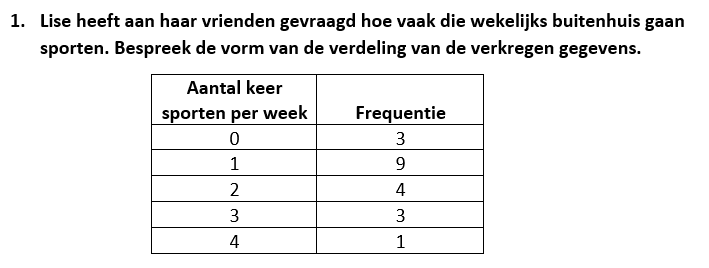 1. Lise heeft aan haar vrienden gevraagd hoe vaak die wekelijks buitenhuis gaan
sporten. Bespreek de vorm van de verdeling van de verkregen gegevens.
Aantal keer
sporten per week Frequentie
0 3
1 9
2 4
3 3
4 1